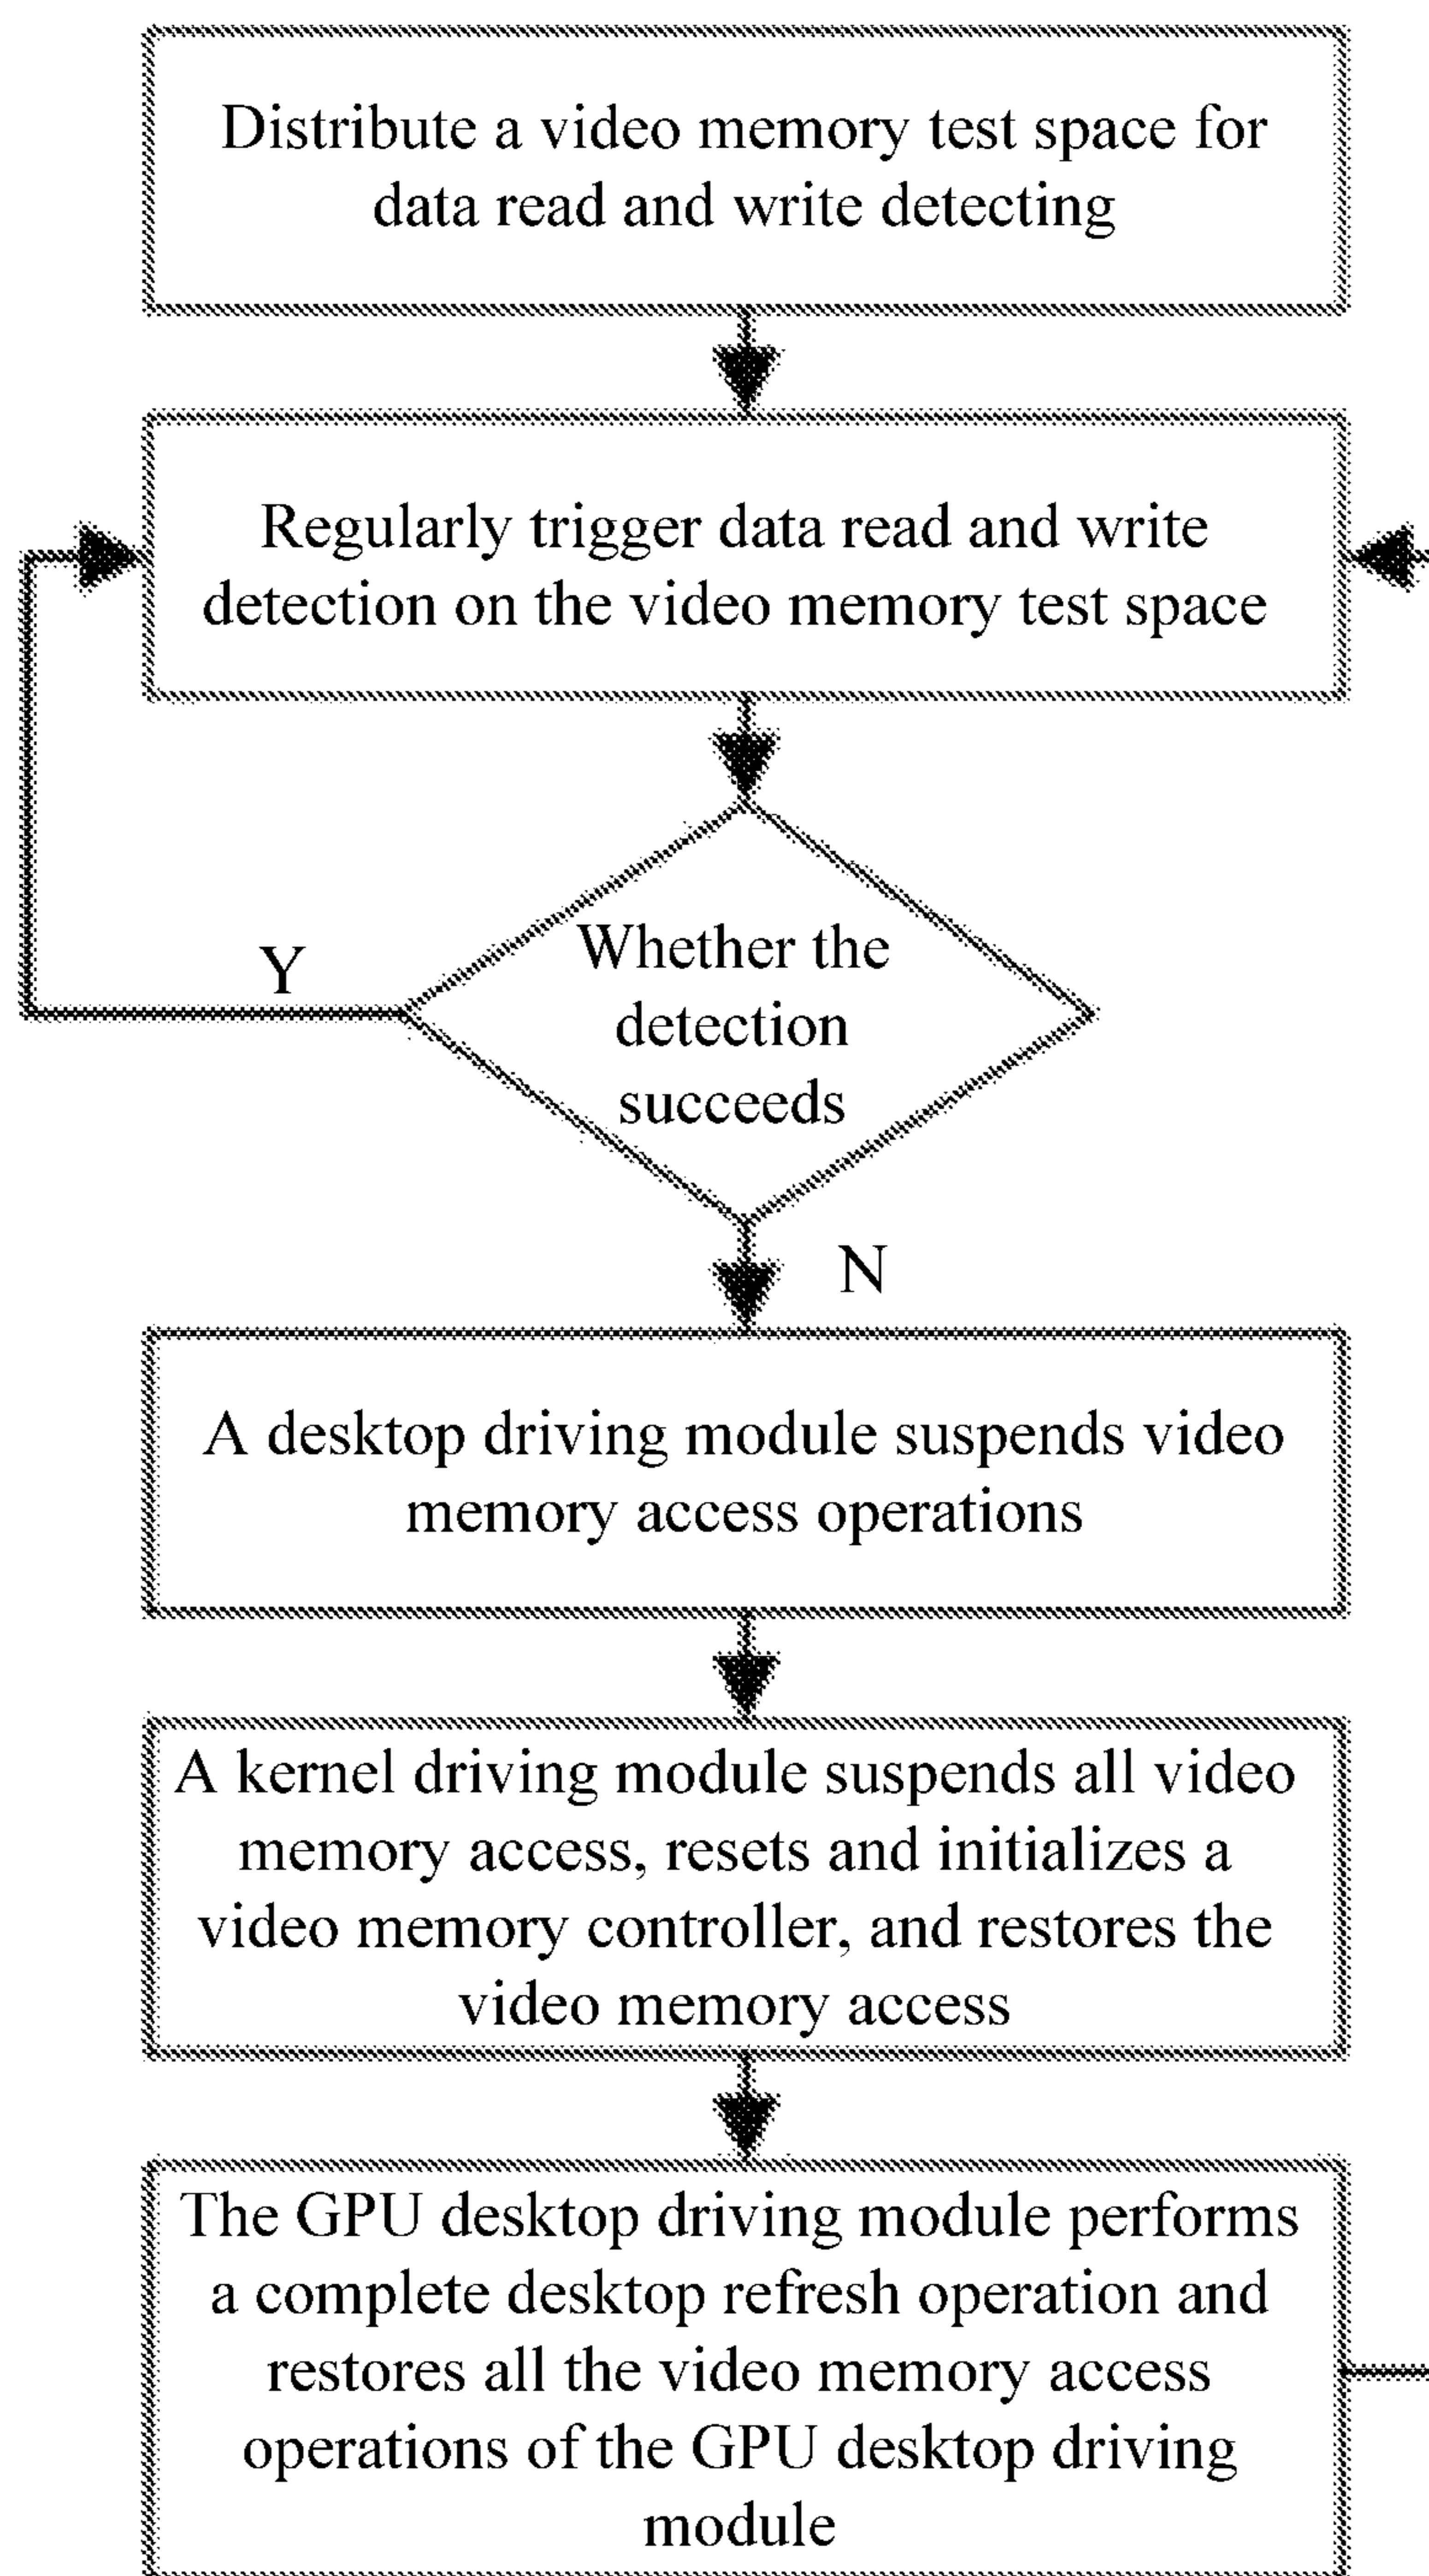 Distribute a video memory test space for
data read and write detecting
Regularly trigger data read and write
detection on the video memory test space
Whether the
detection
succeeds
Y
N
A desktop driving module suspends video
memory access operations
A kernel driving module suspends all video
memory access, resets and initializes a
video memory controller, and restores the
video memory access
The GPU desktop driving module performs
a complete desktop refresh operation and
restores all the video memory access
operations of the GPU desktop driving
module